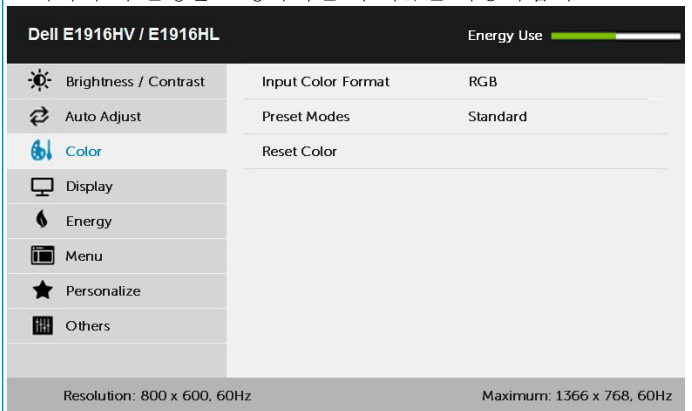 Dell E1916HV / E1916HL
Energy Use
Brightness / Contrast
Input Color Format
RGB
Auto Adjust
Preset Modes
Standard
Color
Reset Color
Display
Energy
Menu
Personalize
Others
Resolution: 800 x 600, 60Hz
Maximum: 1366 x 768, 60Hz